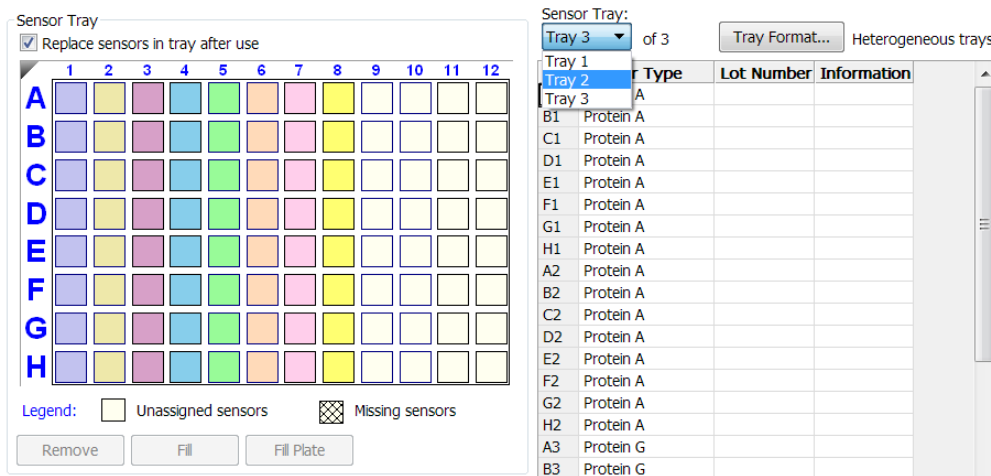 Sensor Tray
Replace sensors in tray after use
1 2 3 4 5 6 7 8 9 10 11 12
A
B
C
D
E
F
G
H
Legend: Unassigned sensors Missing sensors
Remove Fill Fill Plate
Sensor Tray:
Tray 3 of 3 Tray Format... Heterogeneous trays
Tray 1
Tray 2
Tray 3
r Type Lot Number Information
A
B1 Protein A
C1 Protein A
D1 Protein A
E1 Protein A
F1 Protein A
G1 Protein A
H1 Protein A
A2 Protein A
B2 Protein A
C2 Protein A
D2 Protein A
E2 Protein A
F2 Protein A
G2 Protein A
H2 Protein A
A3 Protein G
B3 Protein G